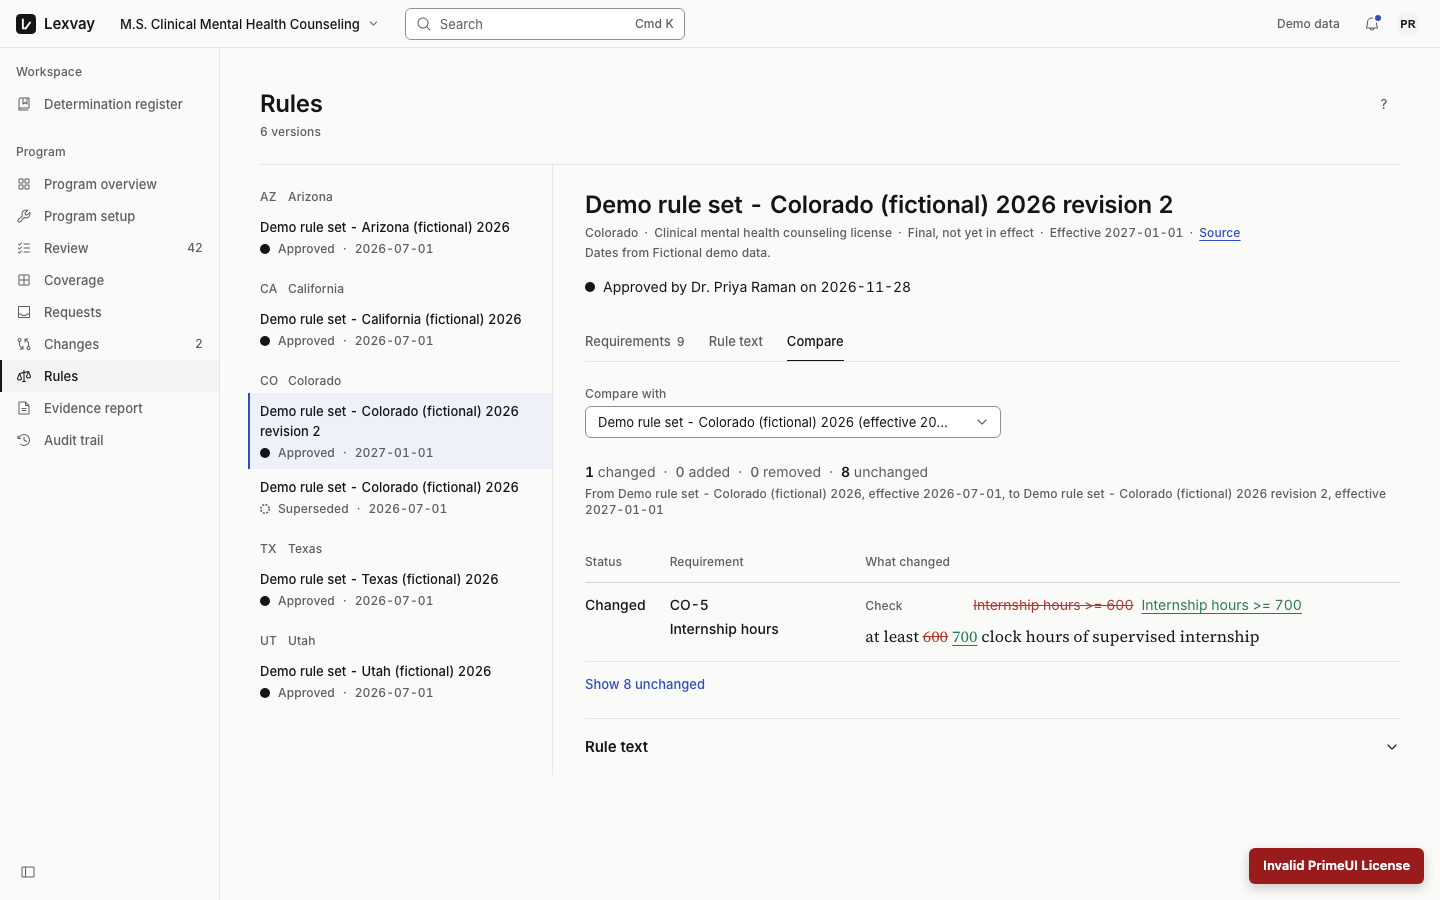 Lexvay
M.S. Clinical Mental Health Counseling
Search
Cmd K
Demo data
PR
Workspace
Determination register
Program
Program overview
Program setup
Review 42
Coverage
Requests
Changes 2
Rules
Evidence report
Audit trail
Rules
?
6 versions
AZ Arizona
Demo rule set - Arizona (fictional) 2026
Approved · 2026-07-01
CA California
Demo rule set - California (fictional) 2026
Approved · 2026-07-01
CO Colorado
Demo rule set - Colorado (fictional) 2026
revision 2
Approved · 2027-01-01
Demo rule set - Colorado (fictional) 2026
Superseded · 2026-07-01
TX Texas
Demo rule set - Texas (fictional) 2026
Approved · 2026-07-01
UT Utah
Demo rule set - Utah (fictional) 2026
Approved · 2026-07-01
Demo rule set - Colorado (fictional) 2026 revision 2
Colorado · Clinical mental health counseling license · Final, not yet in effect · Effective 2027-01-01 · Source
Dates from Fictional demo data.
Approved by Dr. Priya Raman on 2026-11-28
Requirements 9 Rule text Compare
Compare with
Demo rule set - Colorado (fictional) 2026 (effective 20...
1 changed · 0 added · 0 removed · 8 unchanged
From Demo rule set - Colorado (fictional) 2026, effective 2026-07-01, to Demo rule set - Colorado (fictional) 2026 revision 2, effective
2027-01-01
Status Requirement What changed
Changed CO-5 Check Internship hours >= 600 Internship hours >= 700
Internship hours at least 600 700 clock hours of supervised internship
Show 8 unchanged
Rule text
Invalid PrimeUI License